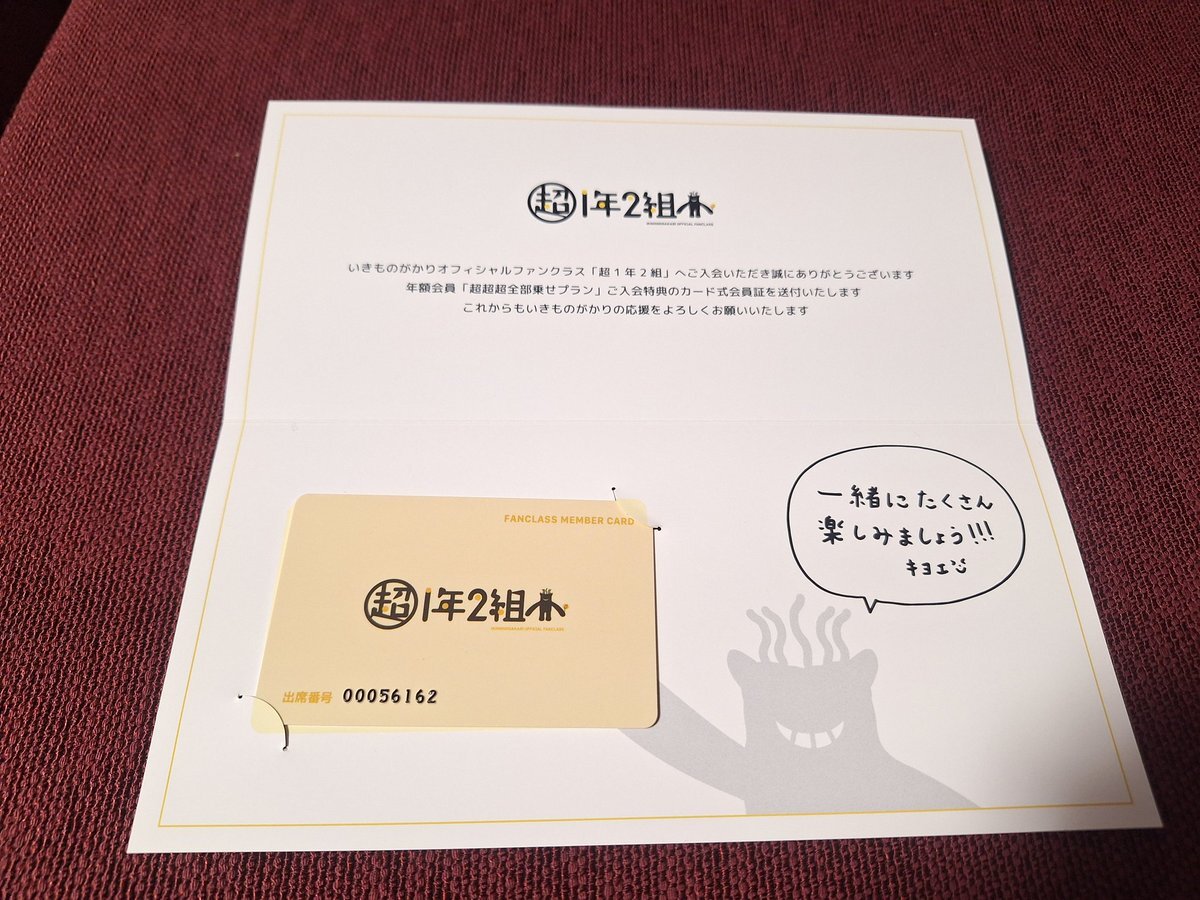 超1年2組
IKIMONOGAKARI OFFICIAL FANCLASS
いきものがかりオフィシャルファンクラス「超1年2組」へご入会いただき誠にありがとうございます
年額会員「超超超全部乗せプラン」ご入会特典のカード式会員証を送付いたします
これからもいきものがかりの応援をよろしくお願いいたします
一緒にたくさん
楽しみましょう!!!
キヨエ
FANCLASS MEMBER CARD
超1年2組
IKIMONOGAKARI OFFICIAL FANCLASS
出席番号 00056162